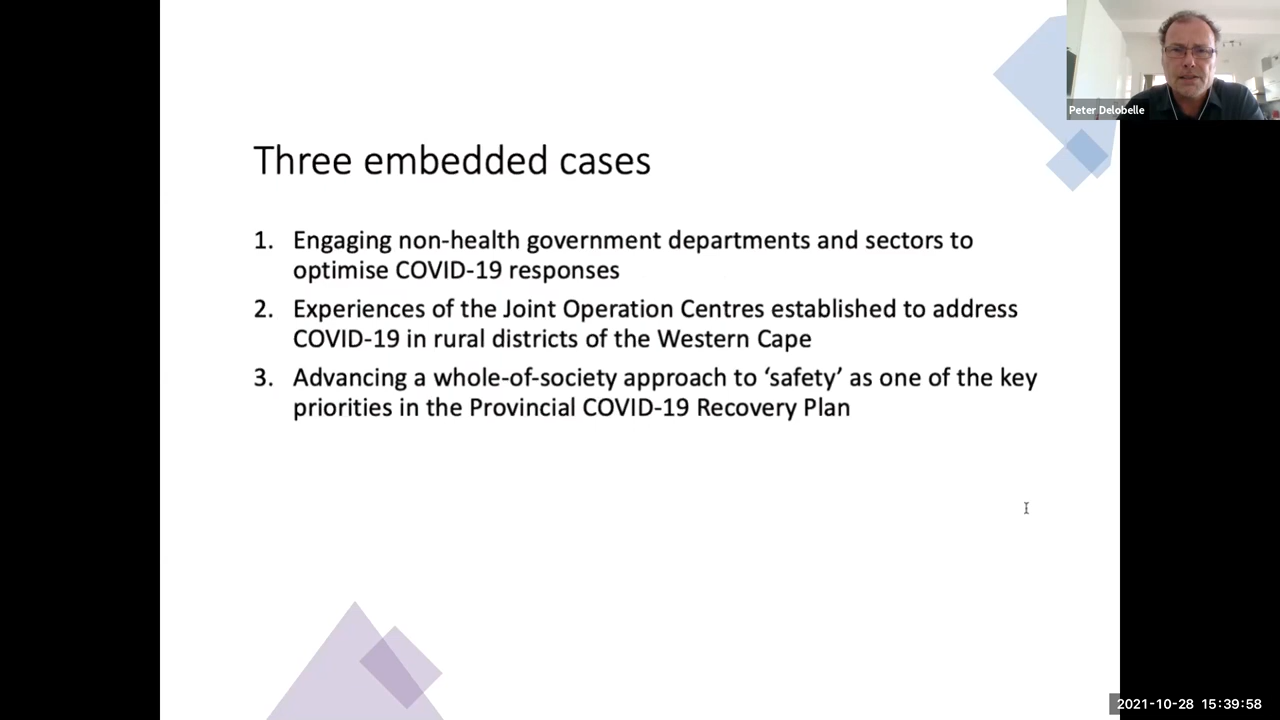 Peter Delobelle
Three embedded cases
1. Engaging non-health government departments and sectors to
optimise COVID-19 responses
2. Experiences of the Joint Operation Centres established to address
COVID-19 in rural districts of the Western Cape
3. Advancing a whole-of-society approach to ‘safety’ as one of the key
priorities in the Provincial COVID-19 Recovery Plan
2021-10-28 15:39:58